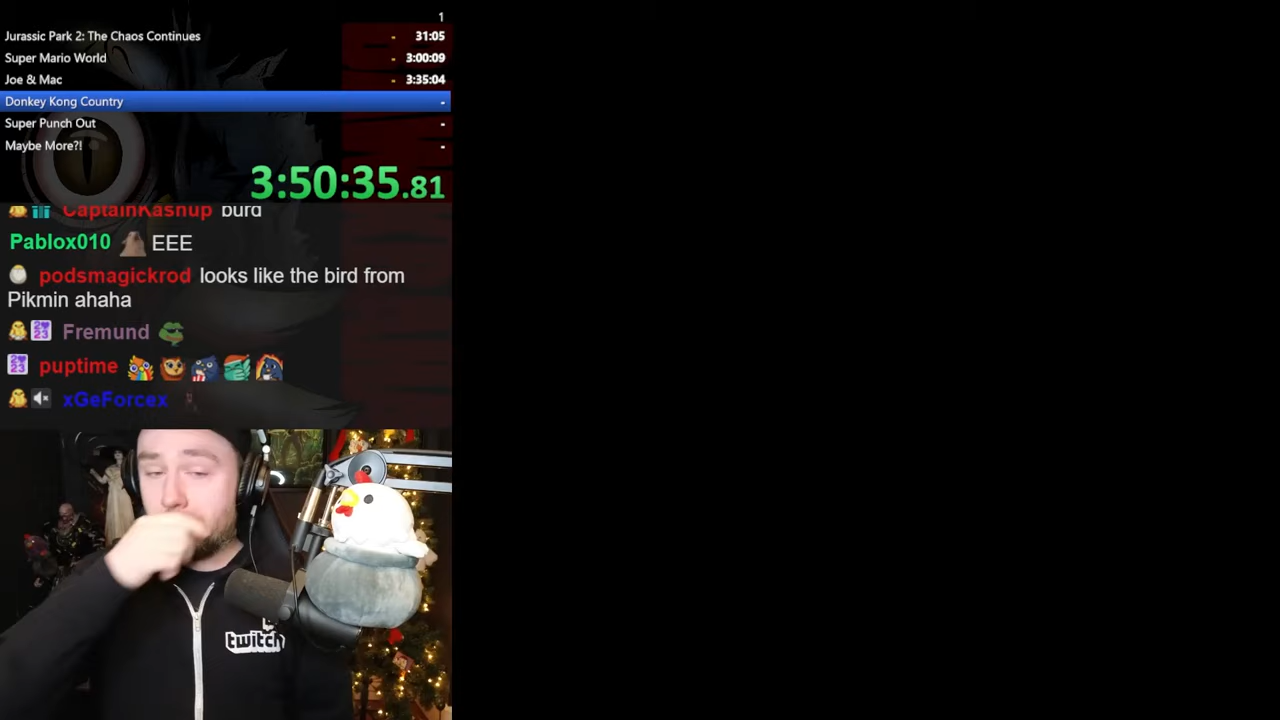 1
Jurassic Park 2: The Chaos Continues - 31:05
Super Mario World - 3:00:09
Joe & Mac - 3:35:04
Donkey Kong Country -
Super Punch Out -
Maybe More?! -
3:50:35.81
CaptainKashup burd
Pablox010 EEE
podsmagickrod looks like the bird from
Pikmin ahaha
Fremund
puptime
xGeForcex
twitch